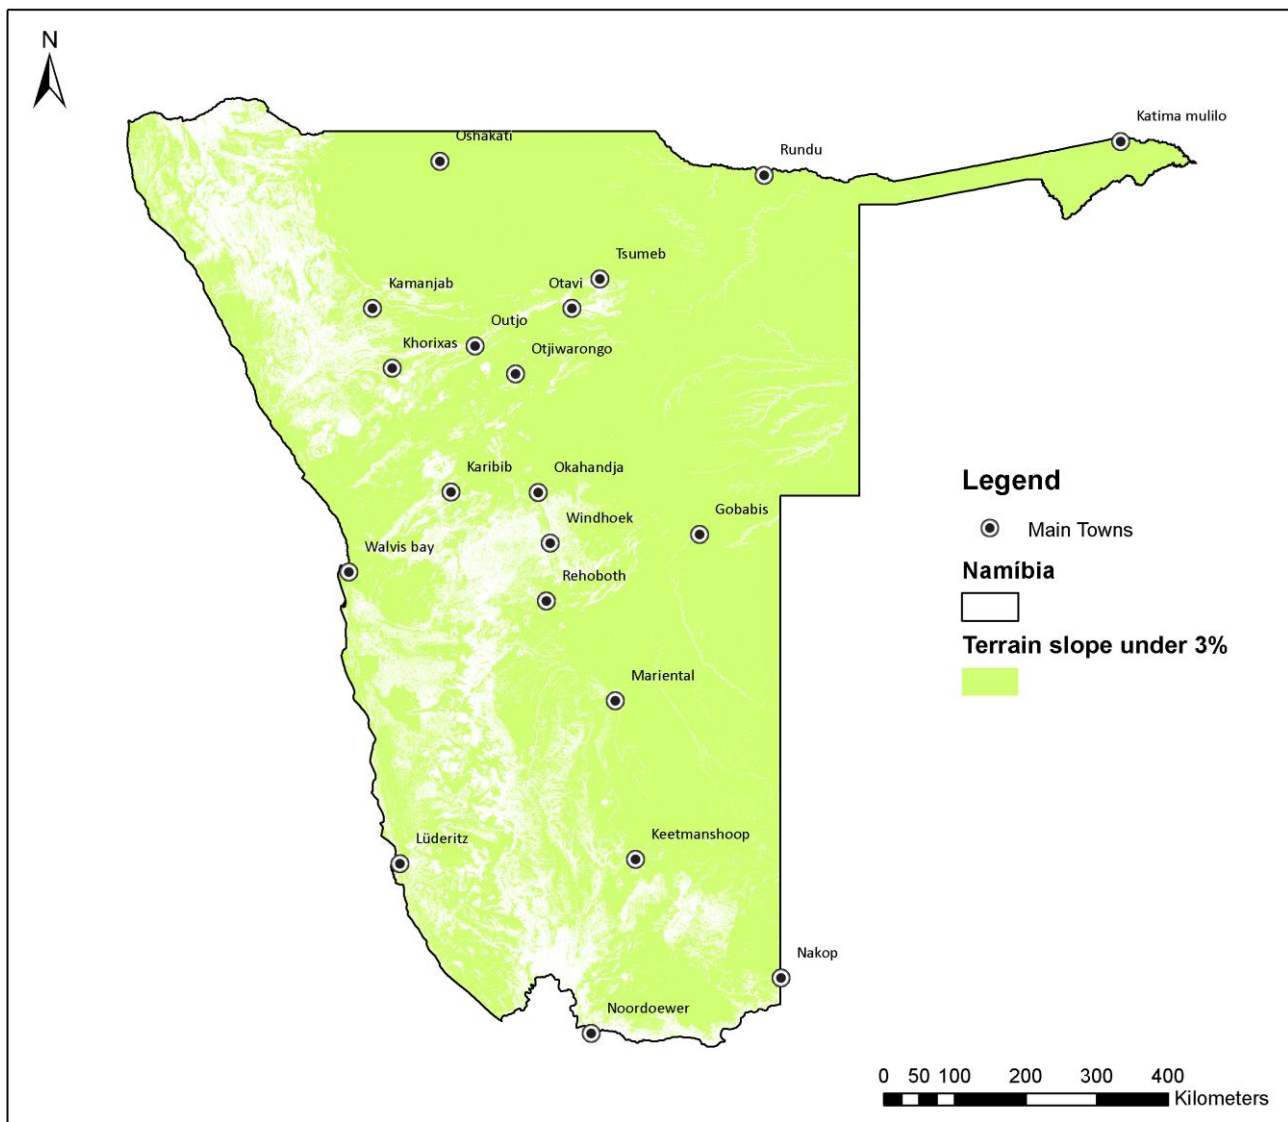 N
Katima mulilo
Oshakati
Rundu
Tsumeb
Kamanjab
Otavi
Outjo
Khorixas
Otjiwarongo
Karibib
Okahandja
Legend
Gobabis
Main Towns
Windhoek
Walvis bay
Namíbia
Rehoboth
Terrain slope under 3%
Mariental
Keetmanshoop
Lüderitz
Nakop
Noordoewer
0 50 100 200 300 400
Kilometers